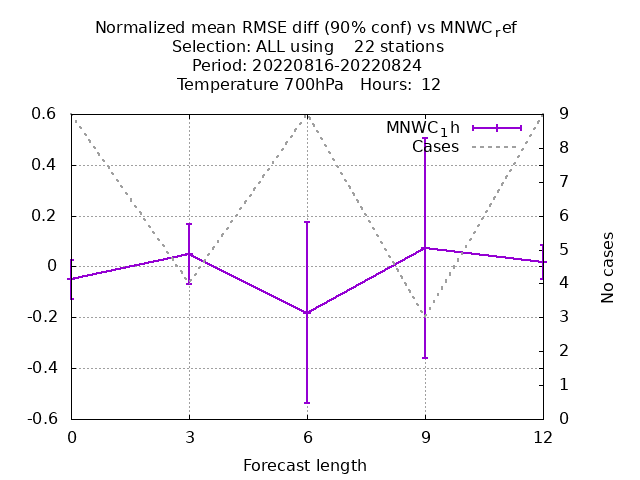 Normalized mean RMSE diff (90% conf) vs MNWCref
Selection: ALL using    22 stations
Period: 20220816-20220824
Temperature 700hPa   Hours:  12
0.6
0.4
0.2
0
-0.2
-0.4
-0.6
MNWC1h
Cases
9
8
7
6
5
4
3
2
1
0
No cases
0 3 6 9 12
Forecast length